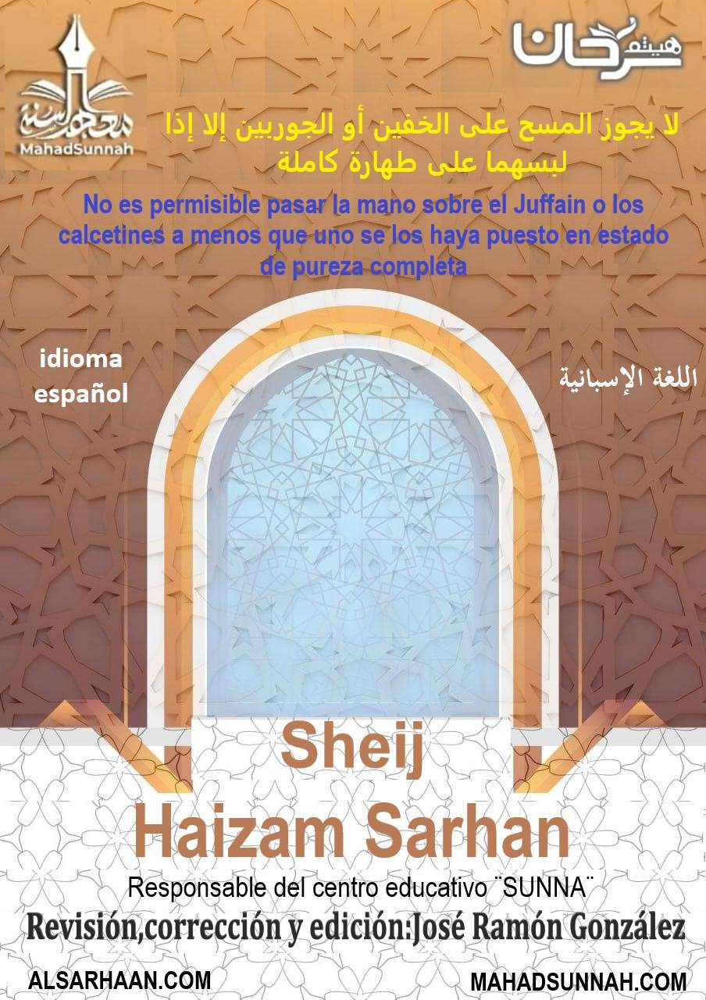 معهد السنة
MahadSunnah
هيثم سرحان
لا يجوز المسح على الخفين أو الجوربين إلا إذا
لبسهما على طهارة كاملة
No es permisible pasar la mano sobre el Juffain o los
calcetines a menos que uno se los haya puesto en estado
de pureza completa
idioma
español
اللغة الإسبانية
Sheij
Haizam Sarhan
Responsable del centro educativo ¨SUNNA¨
Revisión,corrección y edición:José Ramón González
ALSARHAAN.COM
MAHADSUNNAH.COM